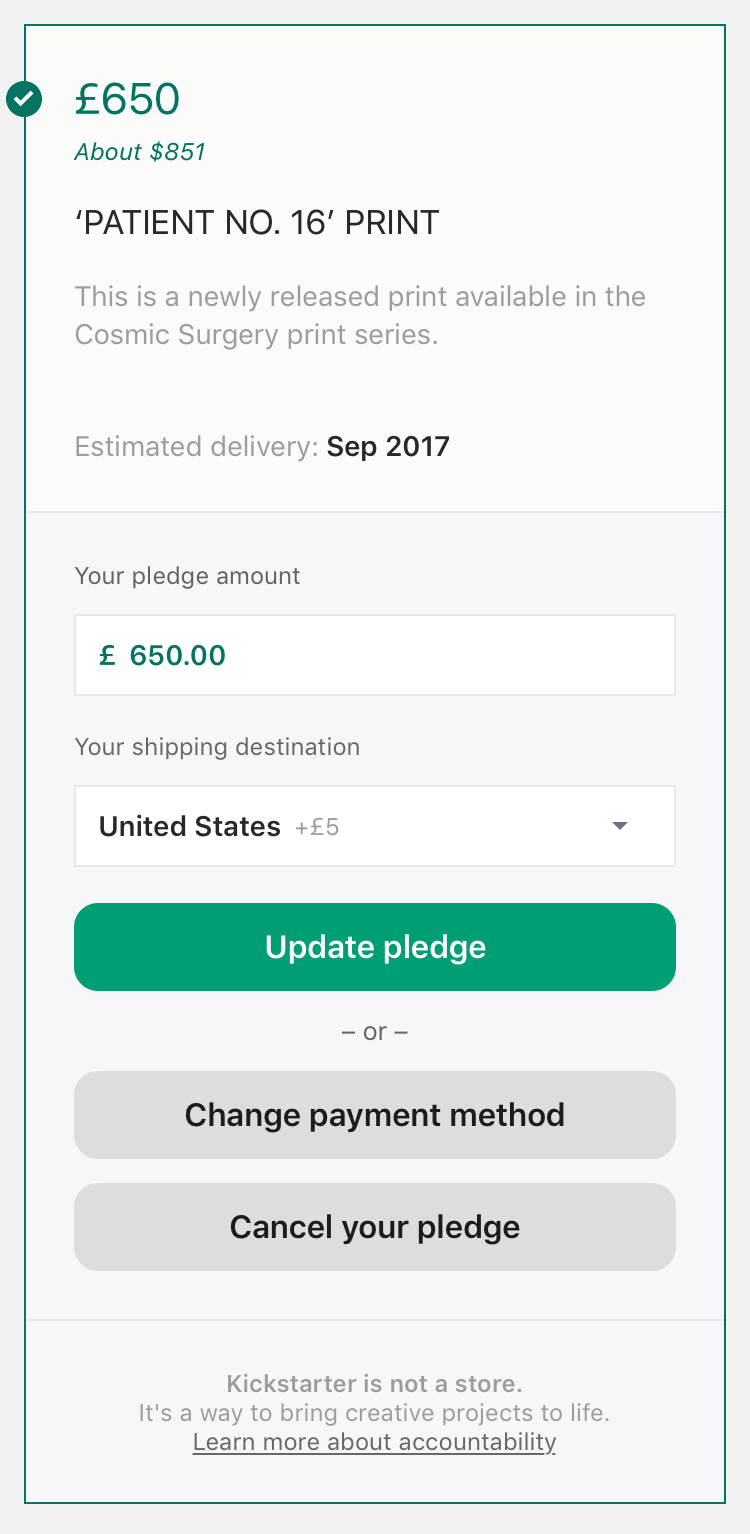 £650
About $851
‘PATIENT NO. 16’ PRINT
This is a newly released print available in the
Cosmic Surgery print series.
Estimated delivery: Sep 2017
Your pledge amount
£ 650.00
Your shipping destination
United States +£5
Update pledge
– or –
Change payment method
Cancel your pledge
Kickstarter is not a store.
It's a way to bring creative projects to life.
Learn more about accountability